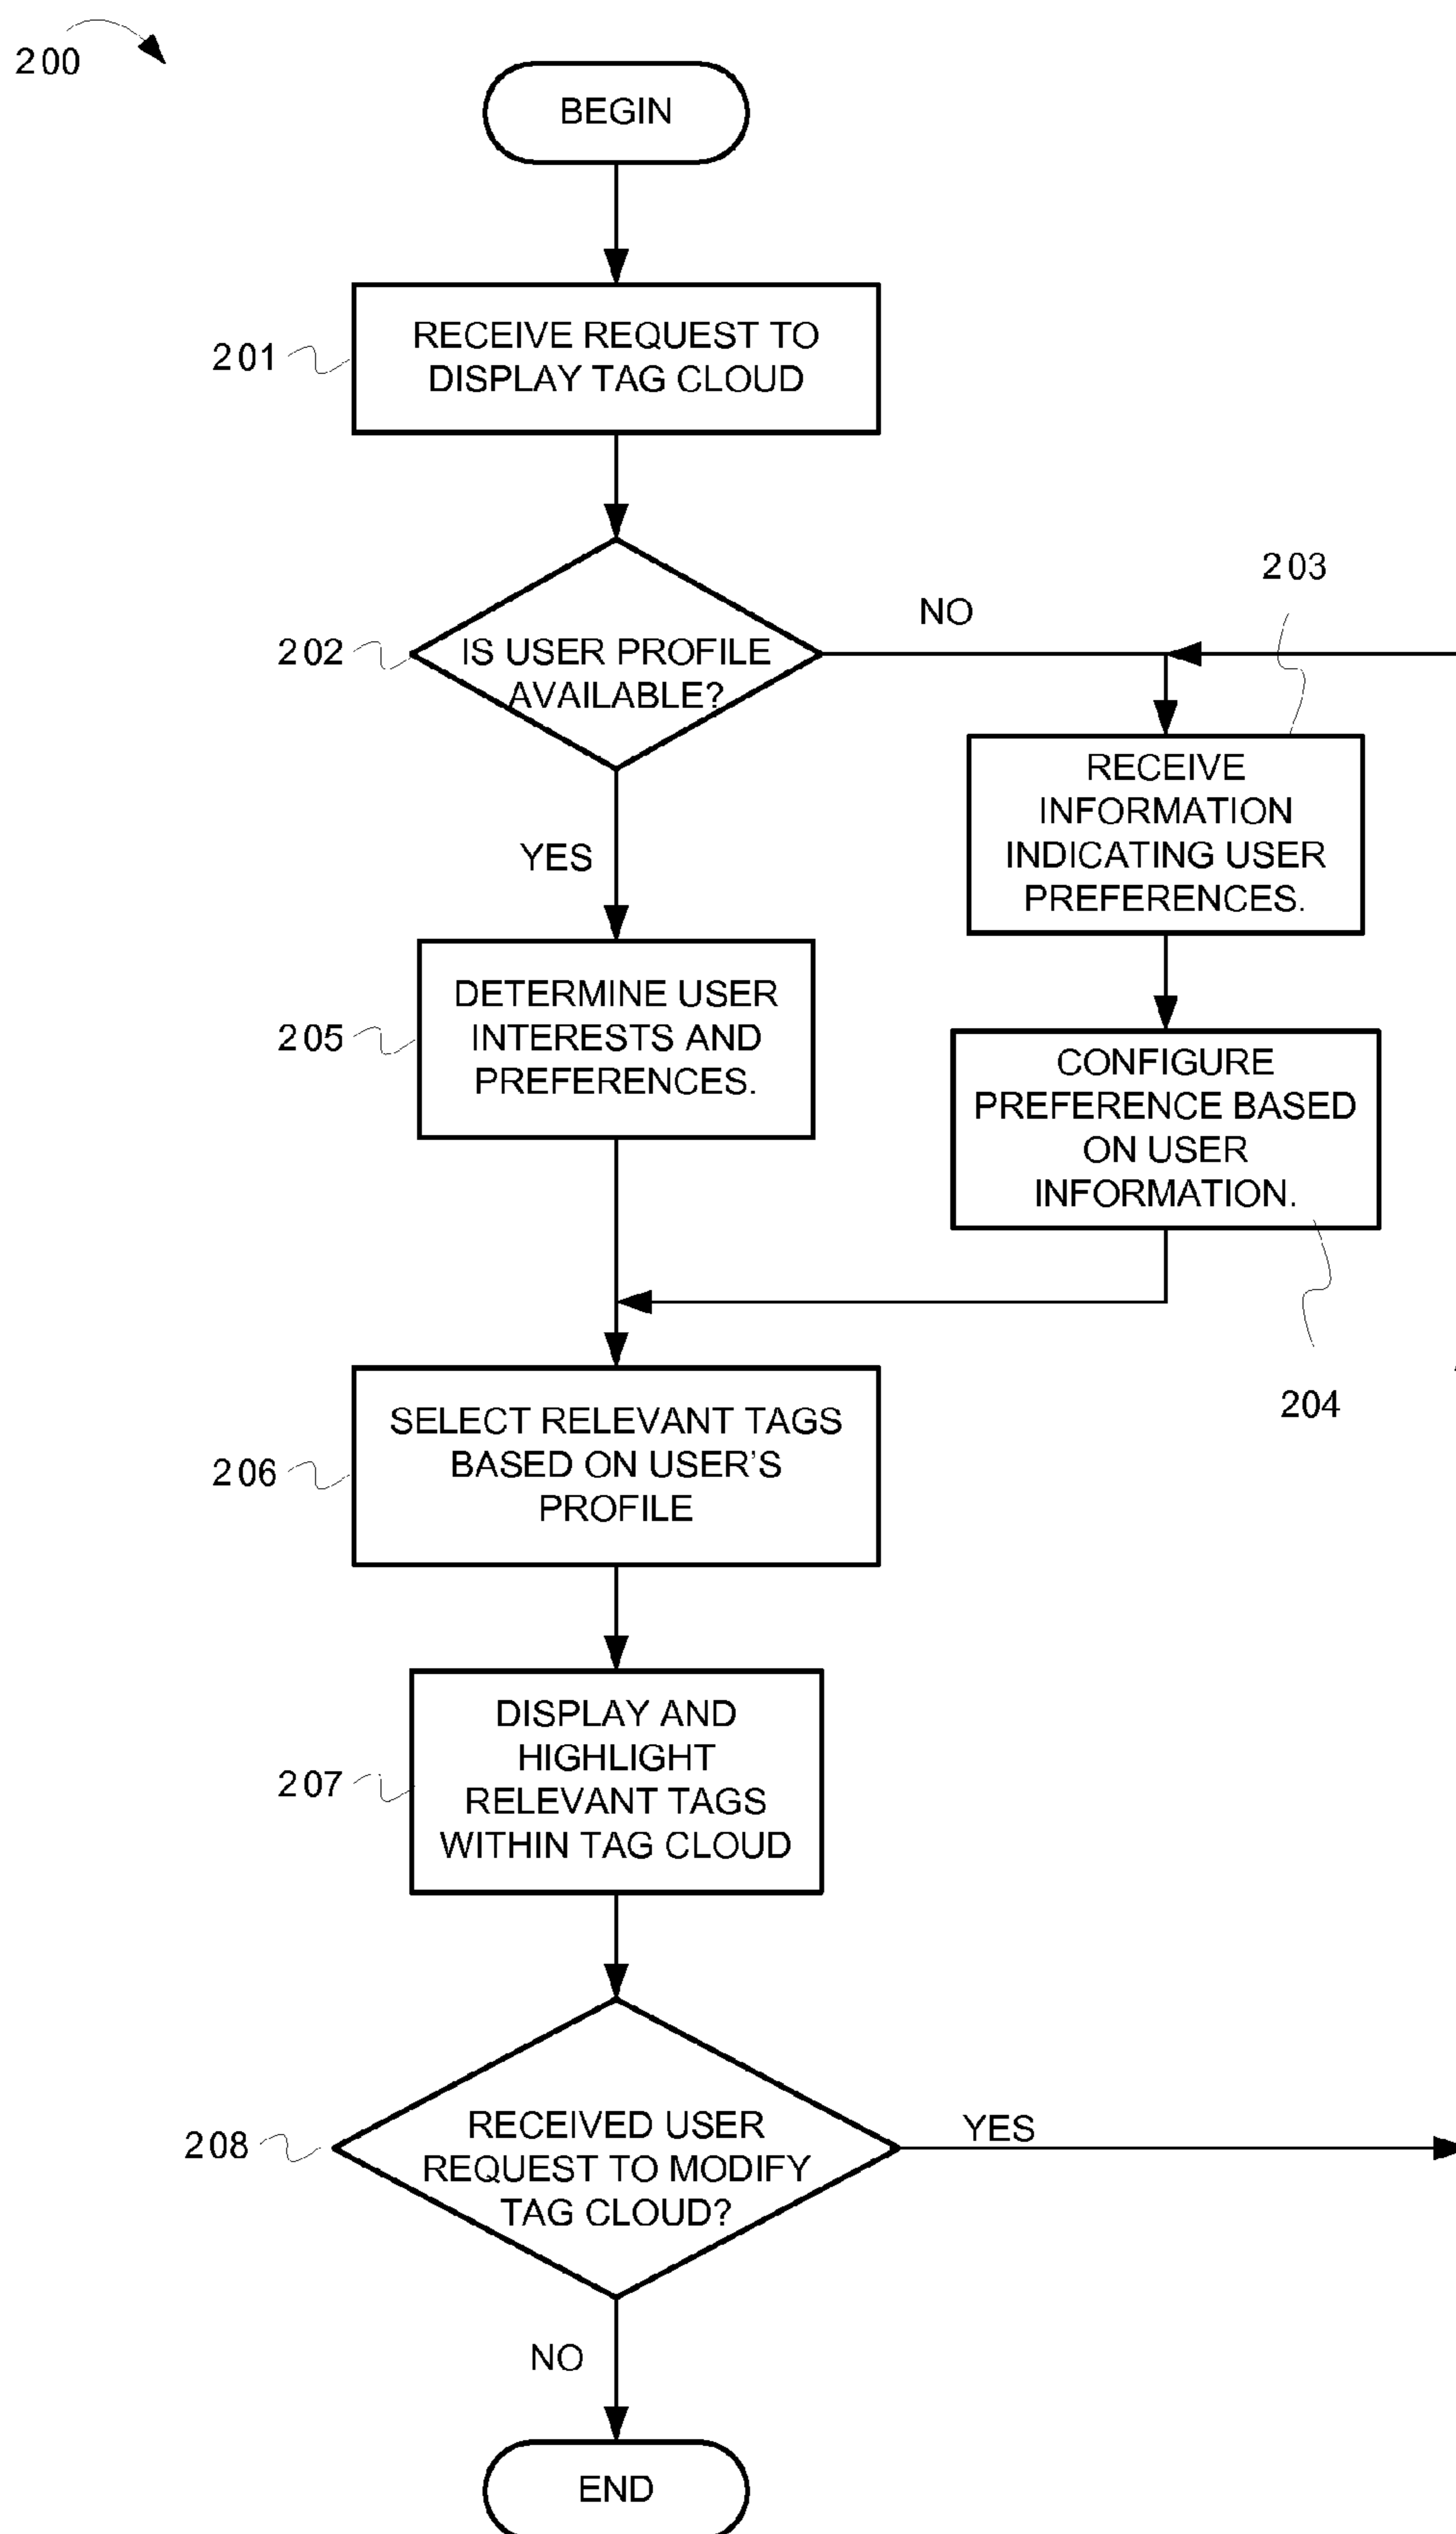 200
BEGIN
201
RECEIVE REQUEST TO
DISPLAY TAG CLOUD
202
IS USER PROFILE
AVAILABLE?
NO
203
RECEIVE
INFORMATION
INDICATING USER
PREFERENCES.
YES
205
DETERMINE USER
INTERESTS AND
PREFERENCES.
CONFIGURE
PREFERENCE BASED
ON USER
INFORMATION.
204
206
SELECT RELEVANT TAGS
BASED ON USER'S
PROFILE
207
DISPLAY AND
HIGHLIGHT
RELEVANT TAGS
WITHIN TAG CLOUD
208
RECEIVED USER
REQUEST TO MODIFY
TAG CLOUD?
YES
NO
END